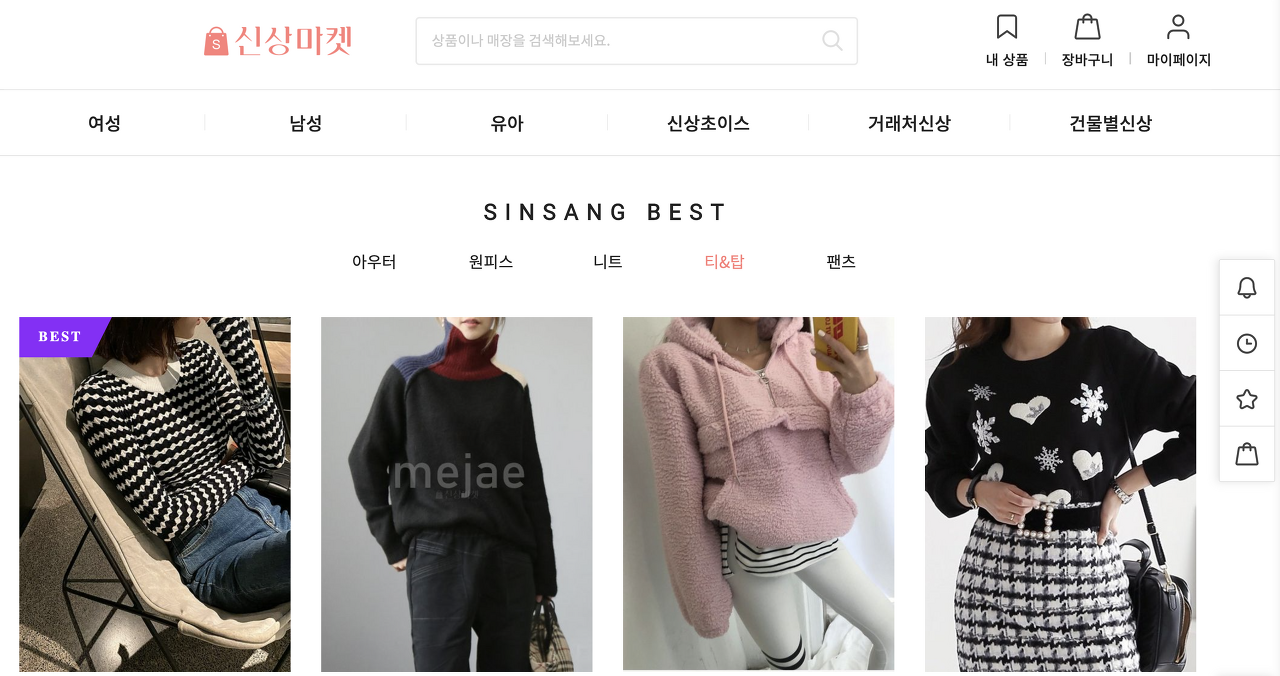 신상마켓
상품이나 매장을 검색해보세요.
내 상품
장바구니
마이페이지
여성
남성
유아
신상초이스
거래처신상
건물별신상
SINSANG BEST
아우터
원피스
니트
티&탑
팬츠
BEST
mejae